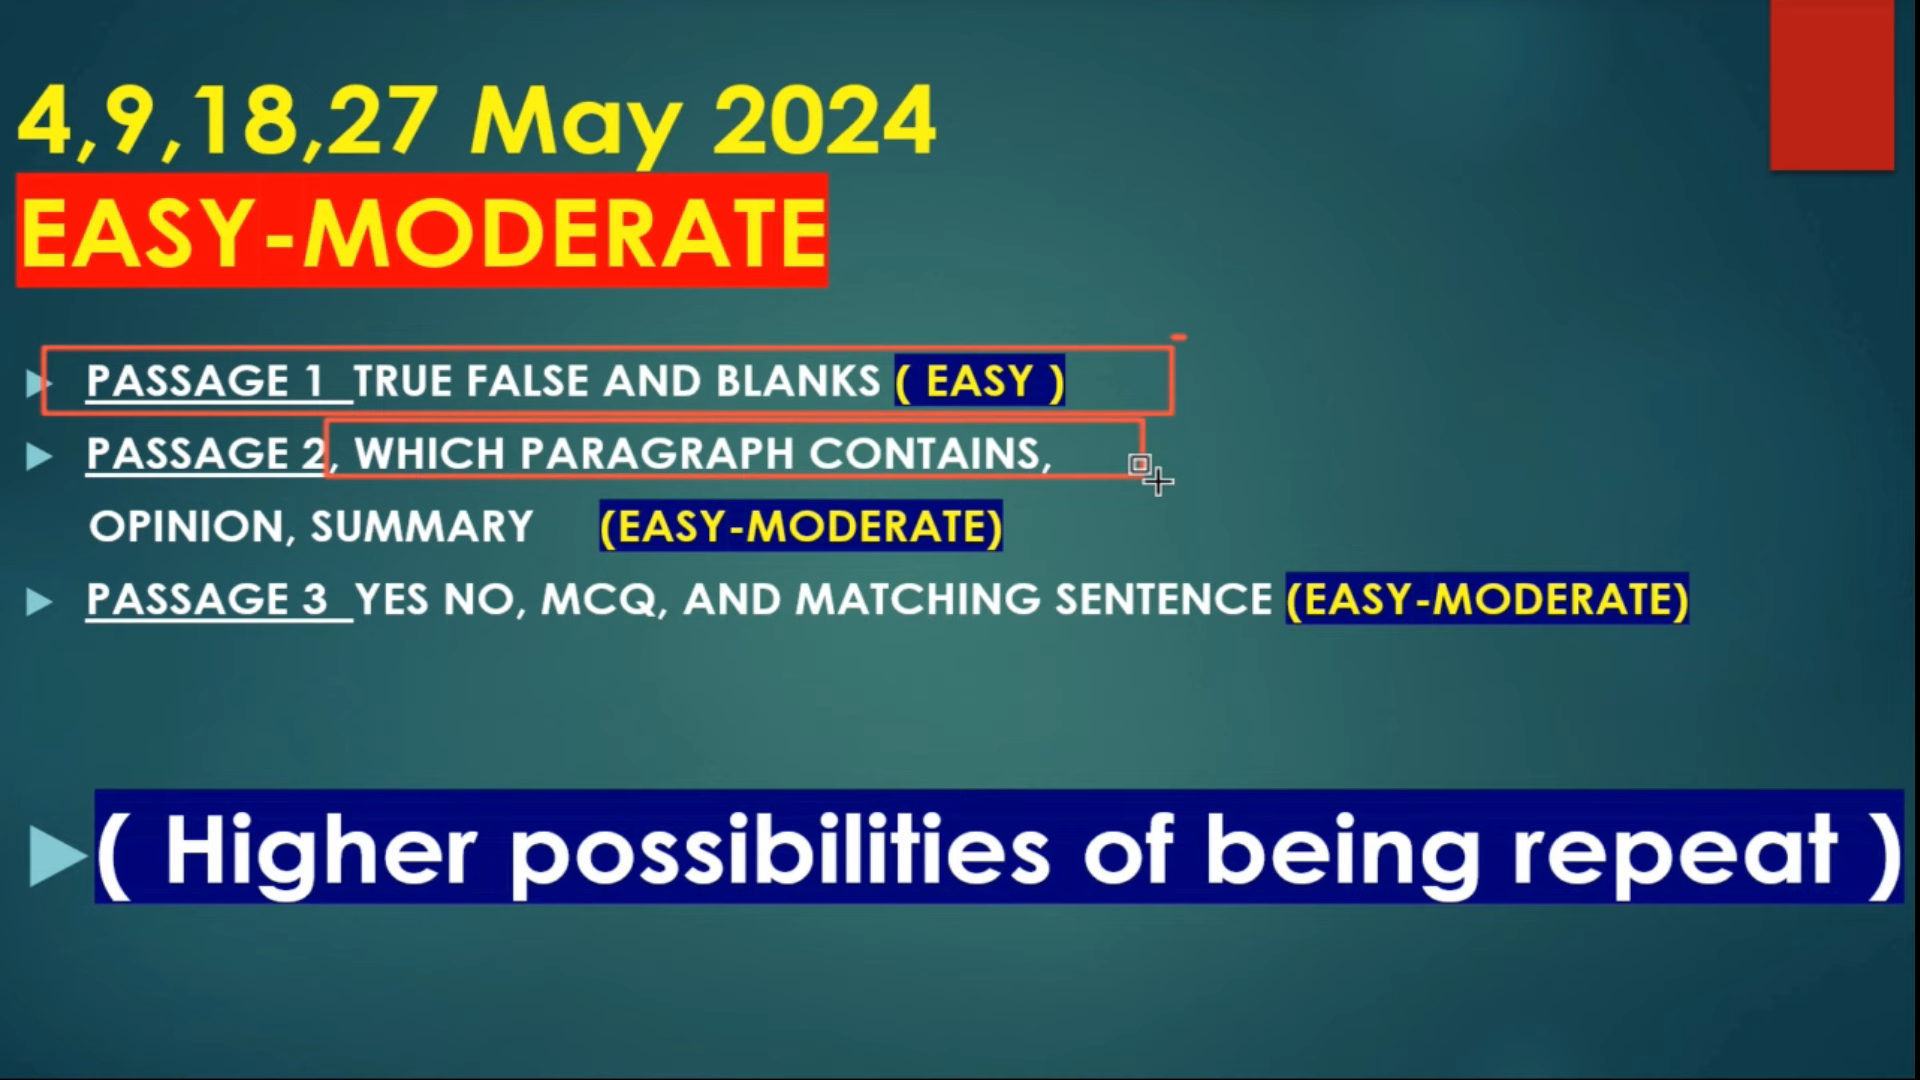 4,9,18,27 May 2024
EASY-MODERATE
PASSAGE 1 TRUE FALSE AND BLANKS ( EASY )
PASSAGE 2, WHICH PARAGRAPH CONTAINS,
OPINION, SUMMARY (EASY-MODERATE)
PASSAGE 3 YES NO, MCQ, AND MATCHING SENTENCE (EASY-MODERATE)
( Higher possibilities of being repeat )